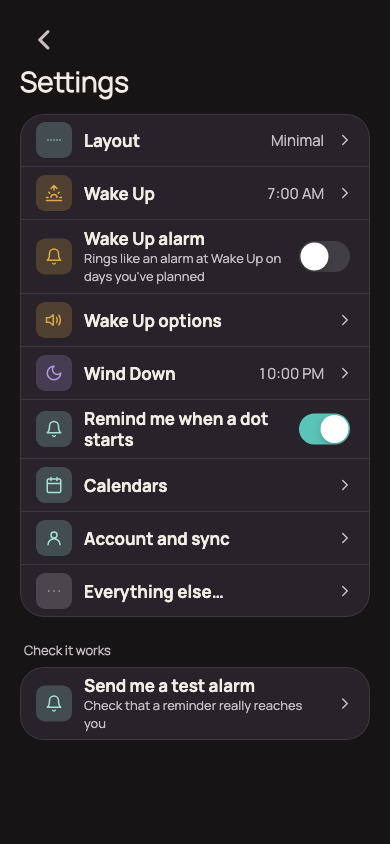 Settings
Layout
Minimal
Wake Up
7:00 AM
Wake Up alarm
Rings like an alarm at Wake Up on
days you've planned
Wake Up options
Wind Down
10:00 PM
Remind me when a dot
starts
Calendars
Account and sync
Everything else...
Check it works
Send me a test alarm
Check that a reminder really reaches
you